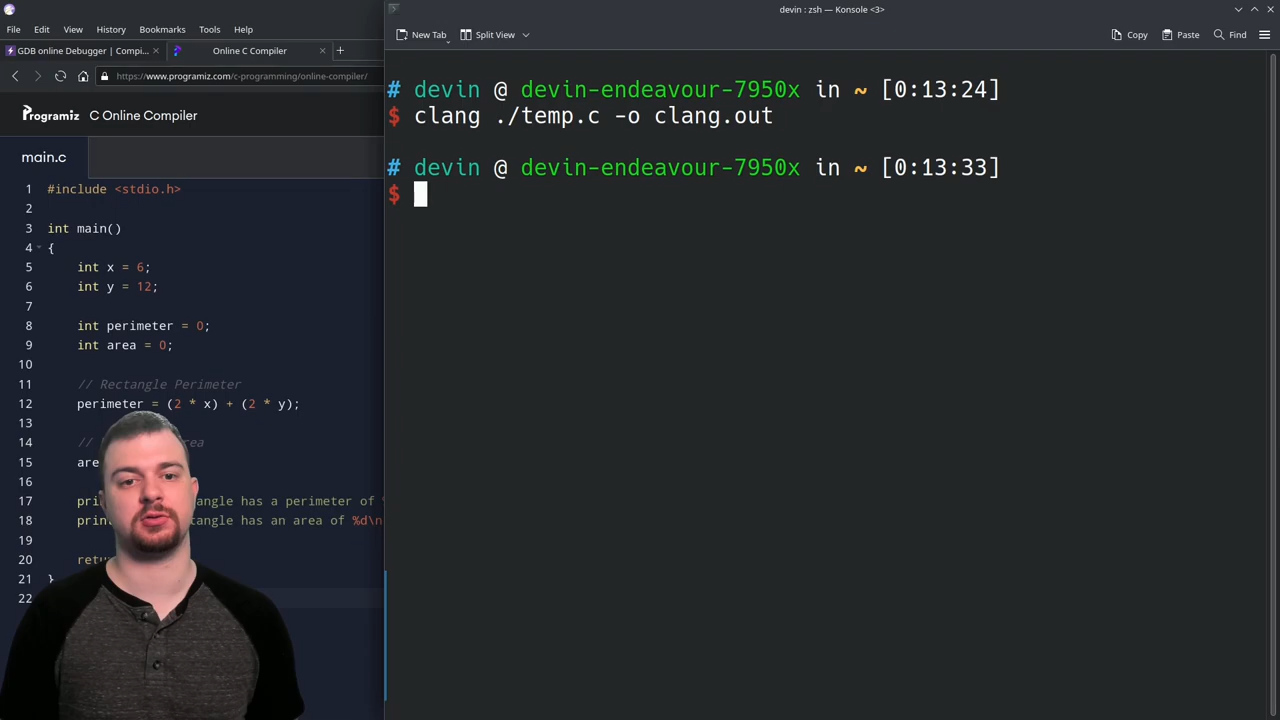 File Edit View History Bookmarks Tools Help
GDB online Debugger | Compi...
Online C Compiler
https://www.programiz.com/c-programming/online-compiler/
Programiz C Online Compiler
main.c
1 #include <stdio.h>
2
3 int main()
4 {
5 int x = 6;
6 int y = 12;
7
8 int perimeter = 0;
9 int area = 0;
10
11 // Rectangle Perimeter
12 perimeter = (2 * x) + (2 * y);
13
14 // rea
15 are
16
17 pri angle has a perimeter of
18 print tangle has an area of %d\n
19
20 retu
21 }
22
devin : zsh — Konsole <3>
New Tab Split View Copy Paste Find
# devin @ devin-endeavour-7950x in ~ [0:13:24]
$ clang ./temp.c -o clang.out
# devin @ devin-endeavour-7950x in ~ [0:13:33]
$